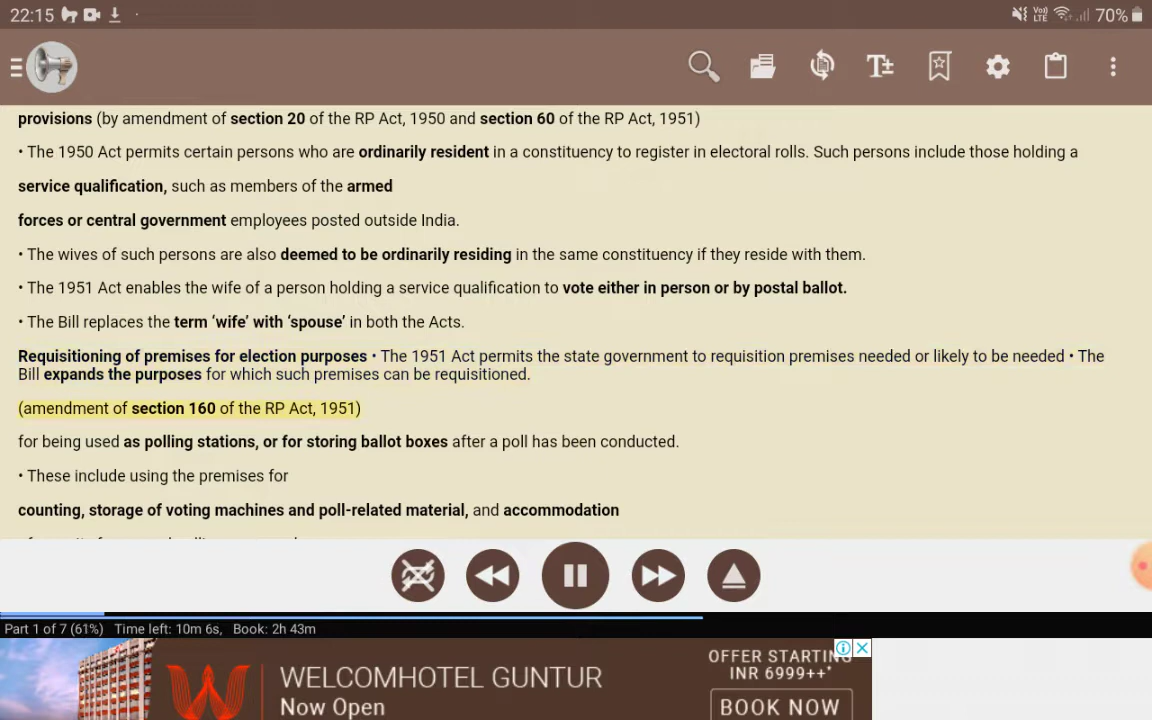 22:15
Vo) LTE
70%
T±
provisions (by amendment of section 20 of the RP Act, 1950 and section 60 of the RP Act, 1951)
• The 1950 Act permits certain persons who are ordinarily resident in a constituency to register in electoral rolls. Such persons include those holding a
service qualification, such as members of the armed
forces or central government employees posted outside India.
• The wives of such persons are also deemed to be ordinarily residing in the same constituency if they reside with them.
• The 1951 Act enables the wife of a person holding a service qualification to vote either in person or by postal ballot.
• The Bill replaces the term ‘wife’ with ‘spouse’ in both the Acts.
Requisitioning of premises for election purposes • The 1951 Act permits the state government to requisition premises needed or likely to be needed • The
Bill expands the purposes for which such premises can be requisitioned.
(amendment of section 160 of the RP Act, 1951)
for being used as polling stations, or for storing ballot boxes after a poll has been conducted.
• These include using the premises for
counting, storage of voting machines and poll-related material, and accommodation
Part 1 of 7 (61%) Time left: 10m 6s, Book: 2h 43m
WELCOMHOTEL GUNTUR
Now Open
OFFER STARTING
INR 6999++*
BOOK NOW